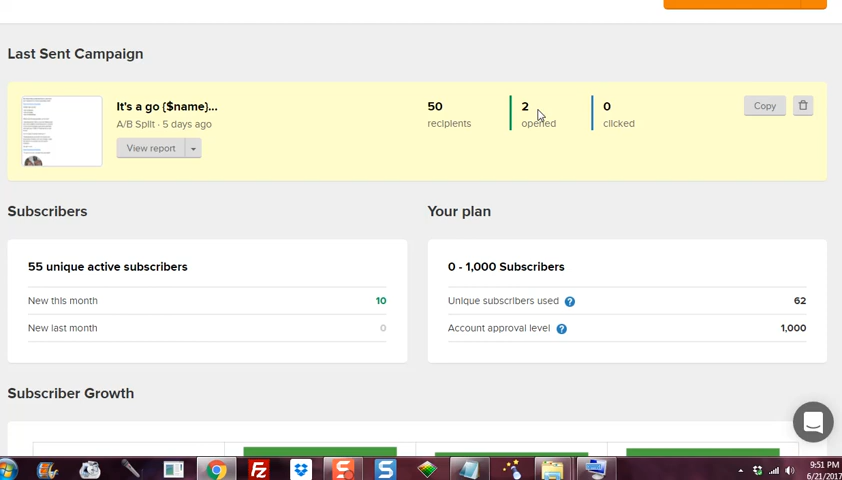 Last Sent Campaign
It's a go ($name)...
A/B Split · 5 days ago
View report
50
recipients
2
opened
0
clicked
Copy
Subscribers
55 unique active subscribers
New this month 10
New last month 0
Your plan
0 - 1,000 Subscribers
Unique subscribers used ? 62
Account approval level ? 1,000
Subscriber Growth
FZ
S
9:51 PM
6/21/2017